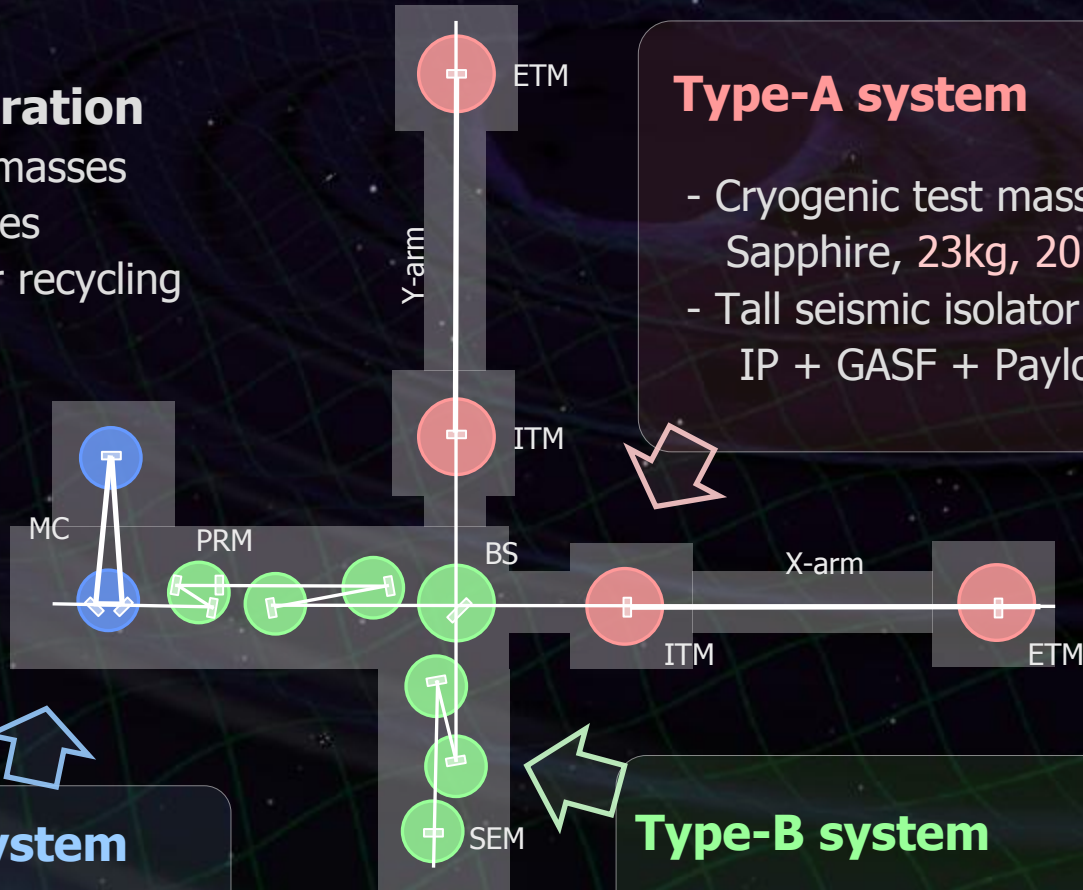 ration
masses
es
r recycling
ETM
Type-A system
- Cryogenic test mass
Sapphire, 23kg, 20
- Tall seismic isolator
IP + GASF + Paylo
Y-arm
ITM
MC
PRM
BS
X-arm
ITM
ETM
SEM
ystem
Type-B system